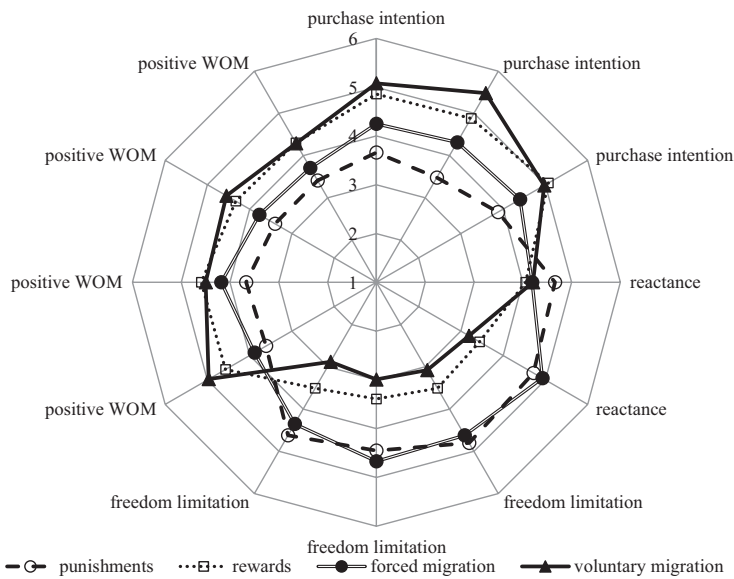 purchase intention
6
positive WOM
purchase intention
5
4
positive WOM
purchase intention
3
2
positive WOM
1
reactance
positive WOM
reactance
freedom limitation
freedom limitation
freedom limitation
punishments
rewards
forced migration
voluntary migration